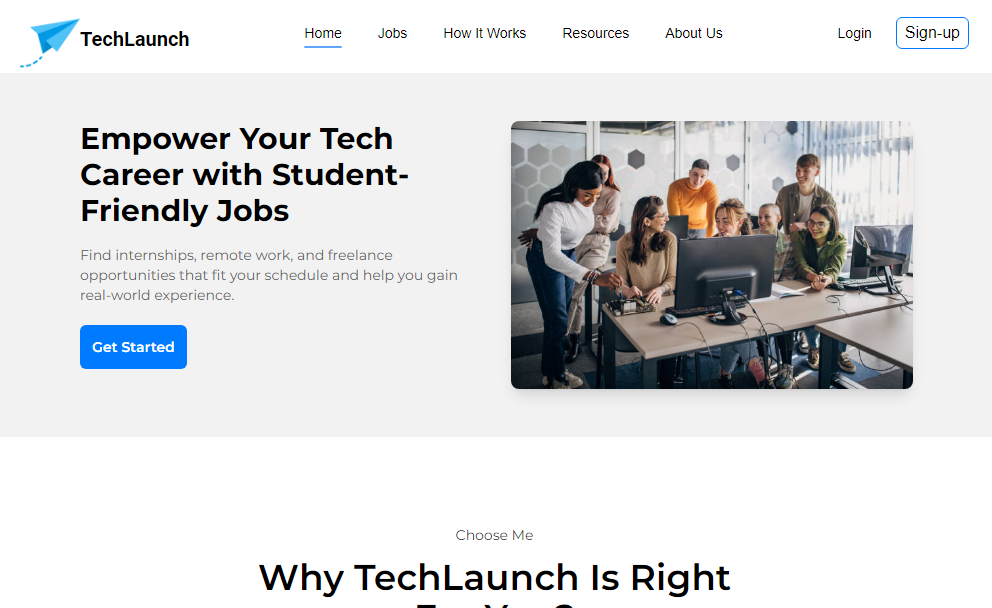 TechLaunch
Home
Jobs
How It Works
Resources
About Us
Login
Sign-up
Empower Your Tech
Career with Student-
Friendly Jobs
Find internships, remote work, and freelance
opportunities that fit your schedule and help you gain
real-world experience.
Get Started
Choose Me
Why TechLaunch Is Right
For You?